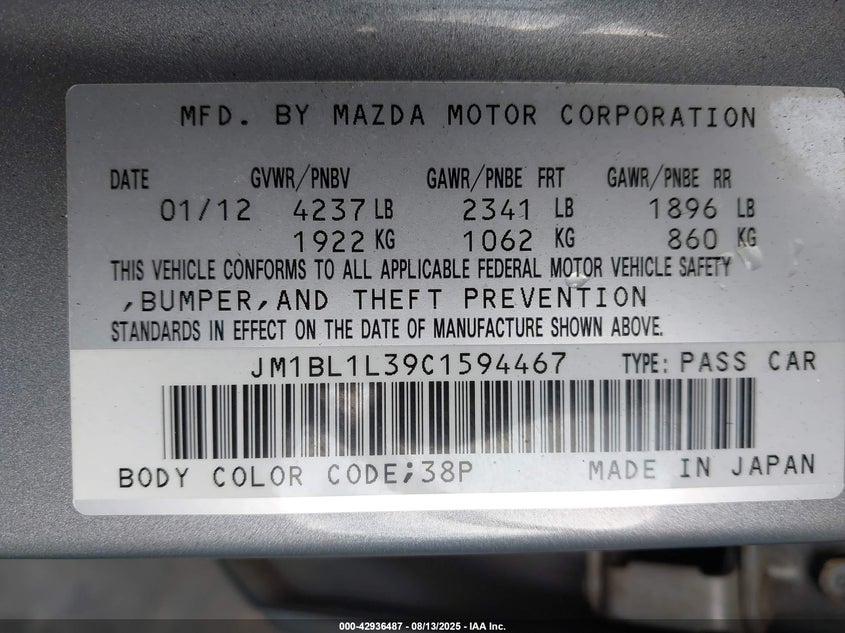 MFD. BY MAZDA MOTOR CORPORATION
DATE GVWR/PNBV GAWR/PNBE FRT GAWR/PNBE RR
01/12 4237 LB 2341 LB 1896 LB
1922 KG 1062 KG 860 KG
THIS VEHICLE CONFORMS TO ALL APPLICABLE FEDERAL MOTOR VEHICLE SAFETY
,BUMPER,AND THEFT PREVENTION
STANDARDS IN EFFECT ON THE DATE OF MANUFACTURE SHOWN ABOVE.
JM1BL1L39C1594467 TYPE: PASS CAR
BODY COLOR CODE;38P MADE IN JAPAN
000-42936487 - 08/13/2025 - IAA Inc.